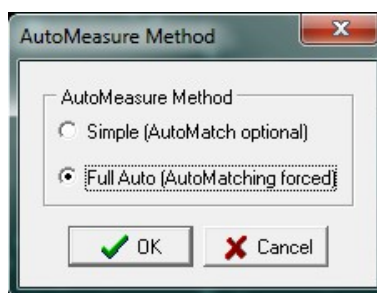 AutoMeasure Method
AutoMeasure Method
Simple (AutoMatch optional)
Full Auto (AutoMatching forced)
OK
Cancel